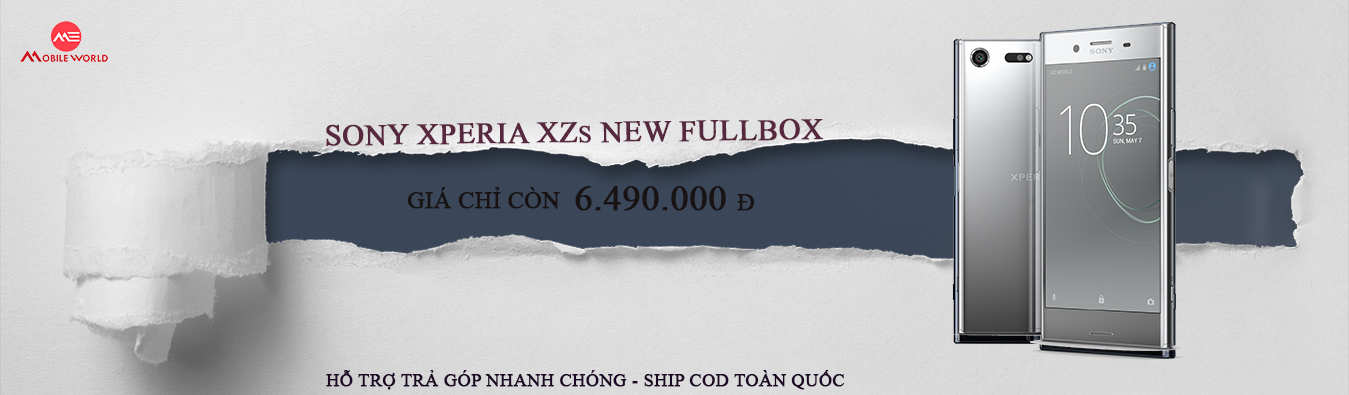 ME
MOBILE WORLD
SONY XPERIA XZs NEW FULLBOX
GIÁ CHỈ CÒN 6.490.000 Đ
HỖ TRỢ TRẢ GÓP NHANH CHÓNG - SHIP COD TOÀN QUỐC
SONY
10
35
SUN, MAY 7
XPER